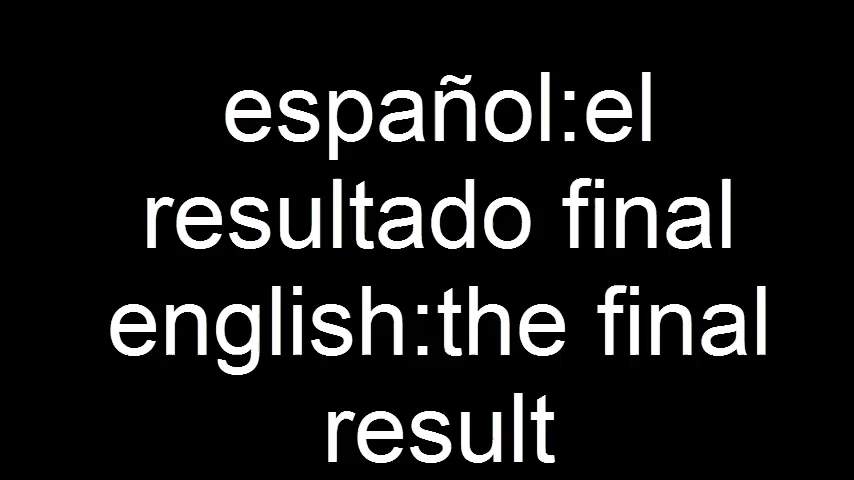 español:el
resultado final
english:the final
result